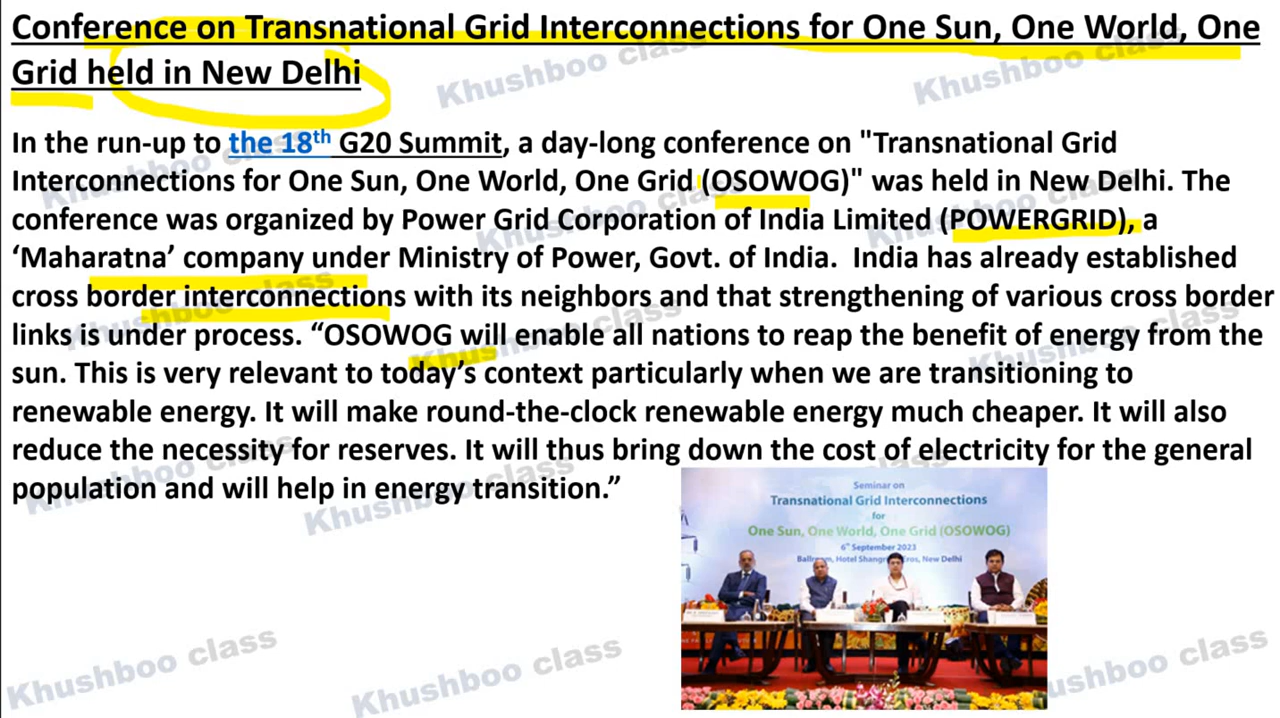 Conference on Transnational Grid Interconnections for One Sun, One World, One
Grid held in New Delhi
Khushboo class
Khushboo class
In the run-up to the 18th G20 Summit, a day-long conference on "Transnational Grid
Interconnections for One Sun, One World, One Grid (OSOWOG)" was held in New Delhi. The
conference was organized by Power Grid Corporation of India Limited (POWERGRID), a
‘Maharatna’ company under Ministry of Power, Govt. of India. India has already established
cross border interconnections with its neighbors and that strengthening of various cross border
links is under process. “OSOWOG will enable all nations to reap the benefit of energy from the
sun. This is very relevant to today’s context particularly when we are transitioning to
renewable energy. It will make round-the-clock renewable energy much cheaper. It will also
reduce the necessity for reserves. It will thus bring down the cost of electricity for the general
population and will help in energy transition.”
Khushboo class
Khushboo class
Seminar on
Transnational Grid Interconnections
for
One Sun, One World, One Grid (OSOWOG)
6th September 2023
Hotel New Delhi
Khushboo class
Khushboo class
Khushboo class